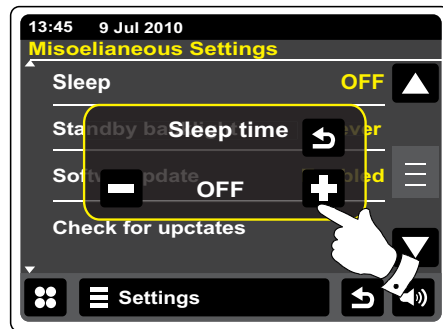 13:45 9 Jul 2010
Misoelianeous Settings
Sleep OFF
Sleep time
OFF
Check for upctates
Settings